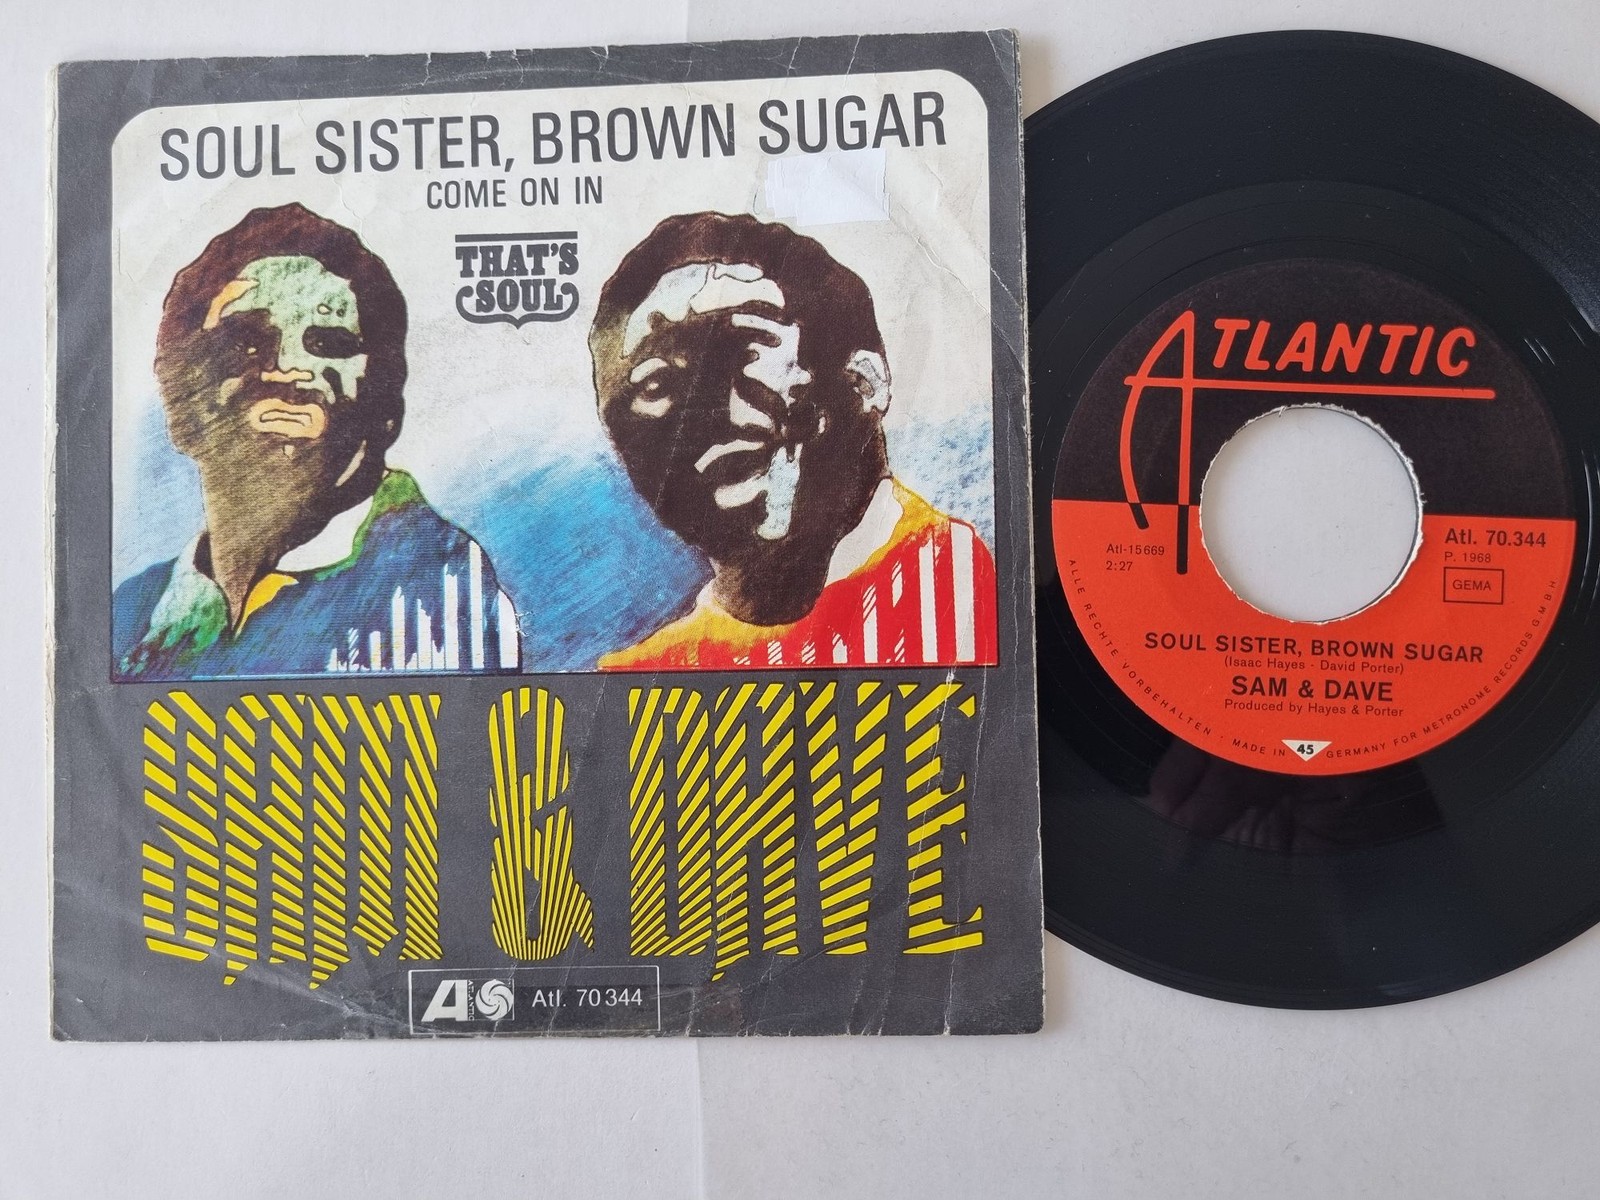 SOUL SISTER, BROWN SUGAR
COME ON IN
THAT'S
SOUL
SAM & DAVE
ATLANTIC
Atl. 70 344
ATLANTIC
Atl-15669
2:27
Atl. 70.344
P. 1968
GEMA
SOUL SISTER, BROWN SUGAR
(Isaac Hayes - David Porter)
SAM & DAVE
Produced by Hayes & Porter
ALLE RECHTE VORBEHALTEN · MADE IN 45 GERMANY FOR METRONOME RECORDS G.M.B.H